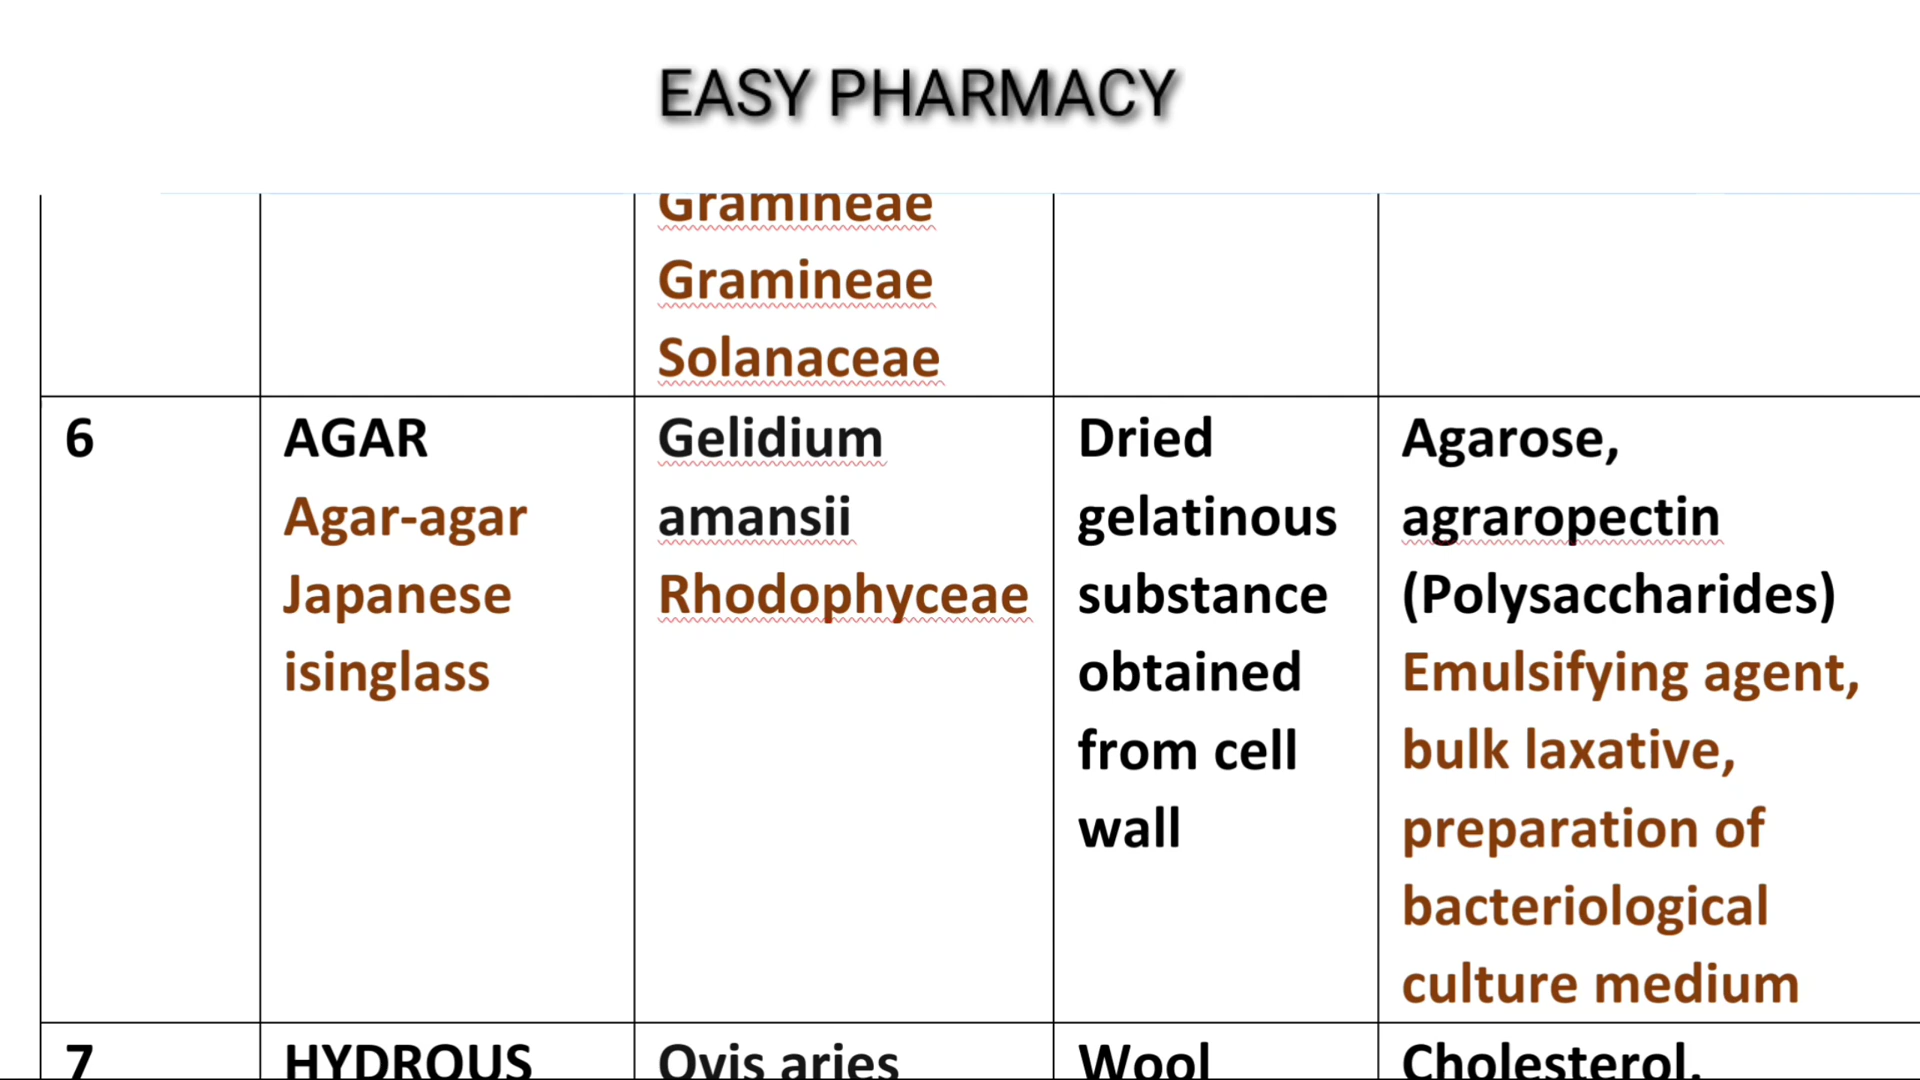 EASY PHARMACY
Gramineae
Gramineae
Solanaceae
6
AGAR
Agar-agar
Japanese
isinglass
Gelidium
amansii
Rhodophyceae
Dried
gelatinous
substance
obtained
from cell
wall
Agarose,
agraropectin
(Polysaccharides)
Emulsifying agent,
bulk laxative,
preparation of
bacteriological
culture medium
7
HYDROUS
Ovis aries
Wool
Cholesterol,